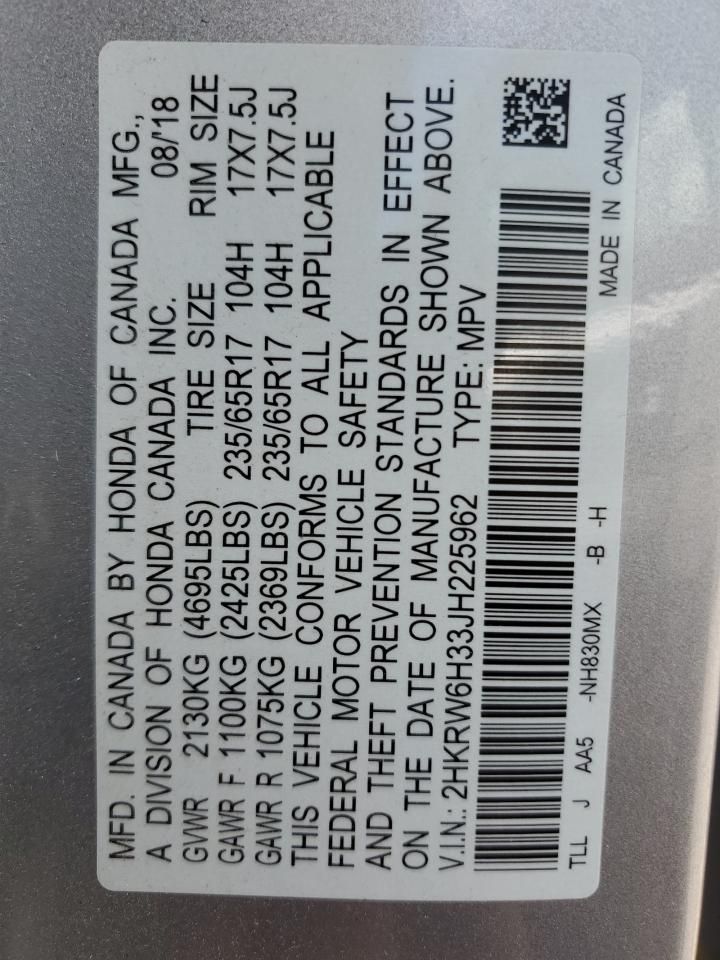 MFD. IN CANADA BY HONDA OF CANADA MFG.,
A DIVISION OF HONDA CANADA INC. 08/'18
GVWR 2130KG (4695LBS) TIRE SIZE RIM SIZE
GAWR F 1100KG (2425LBS) 235/65R17 104H 17X7.5J
GAWR R 1075KG (2369LBS) 235/65R17 104H 17X7.5J
THIS VEHICLE CONFORMS TO ALL APPLICABLE
FEDERAL MOTOR VEHICLE SAFETY
AND THEFT PREVENTION STANDARDS IN EFFECT
ON THE DATE OF MANUFACTURE SHOWN ABOVE.
V.I.N.: 2HKRW6H33JH225962 TYPE: MPV
TLL J AA5 -NH830MX -B -H MADE IN CANADA